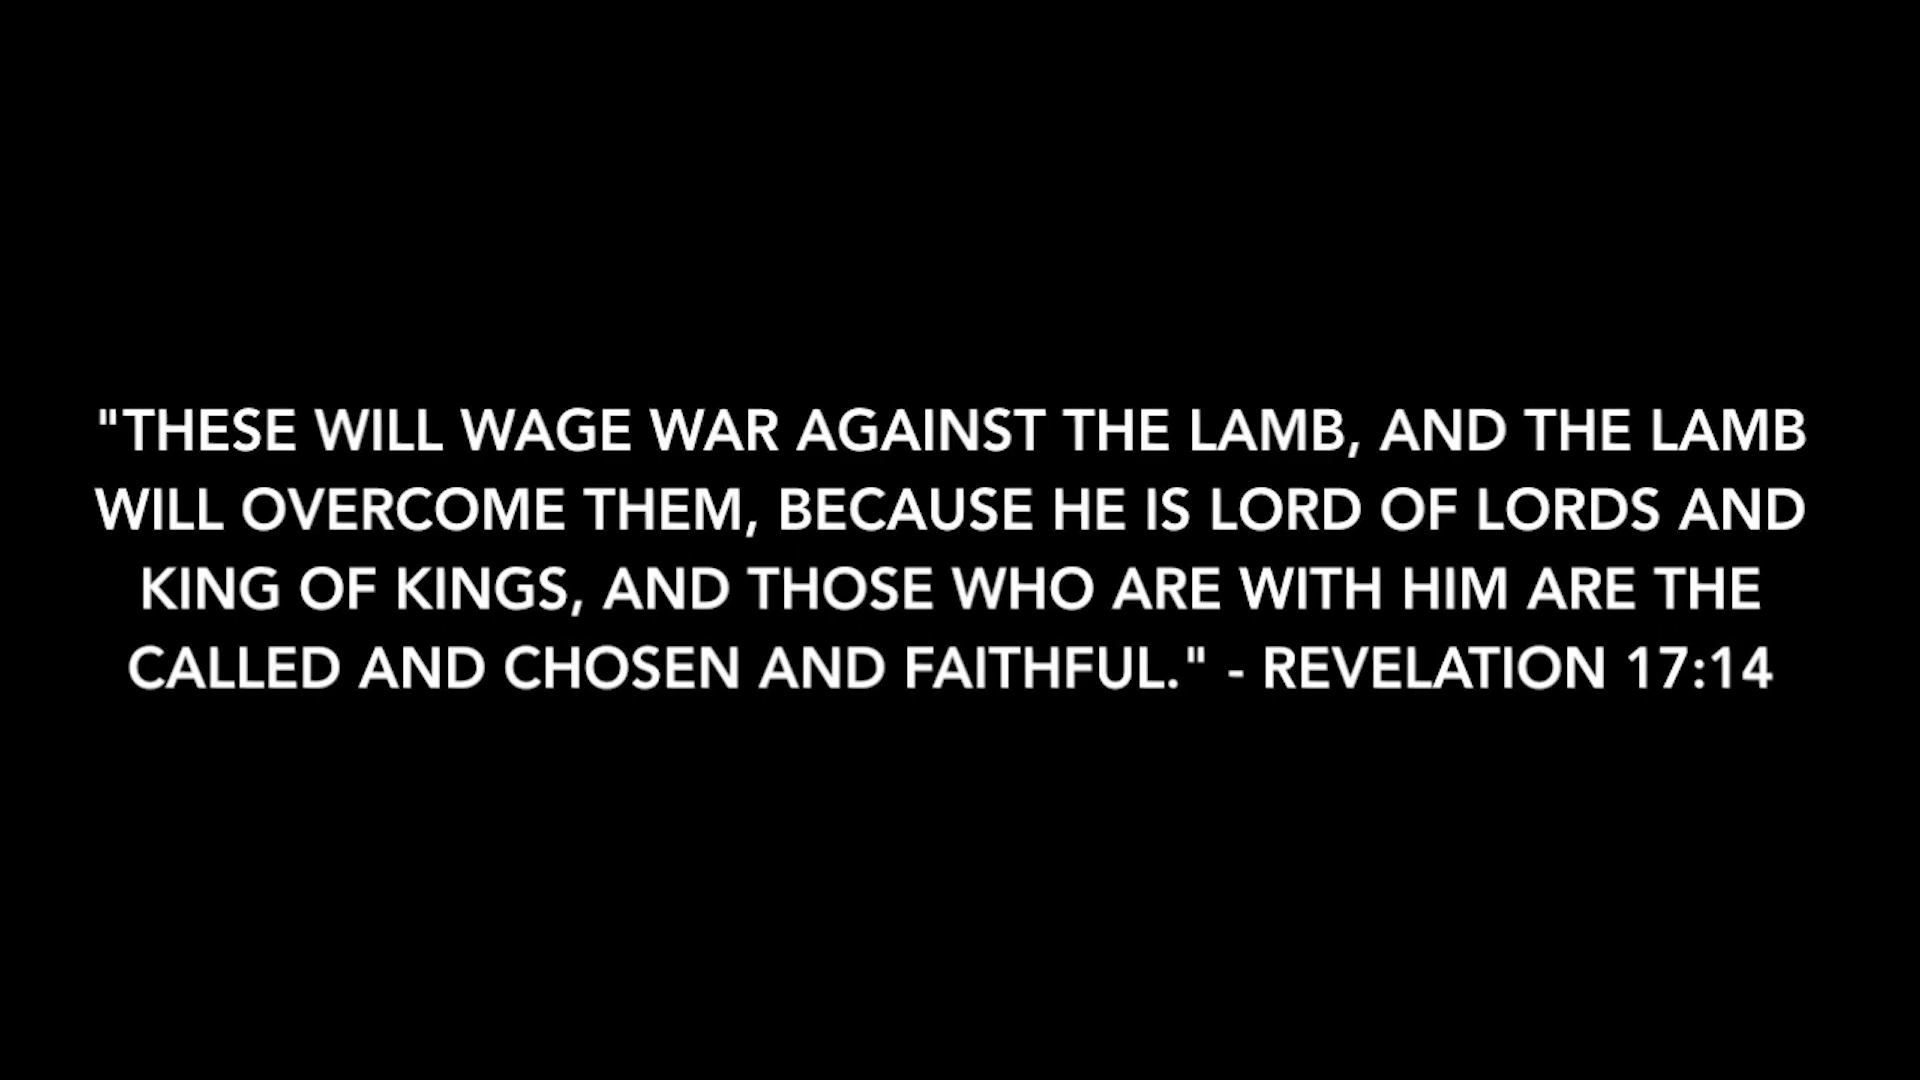 "THESE WILL WAGE WAR AGAINST THE LAMB, AND THE LAMB
WILL OVERCOME THEM, BECAUSE HE IS LORD OF LORDS AND
KING OF KINGS, AND THOSE WHO ARE WITH HIM ARE THE
CALLED AND CHOSEN AND FAITHFUL." - REVELATION 17:14